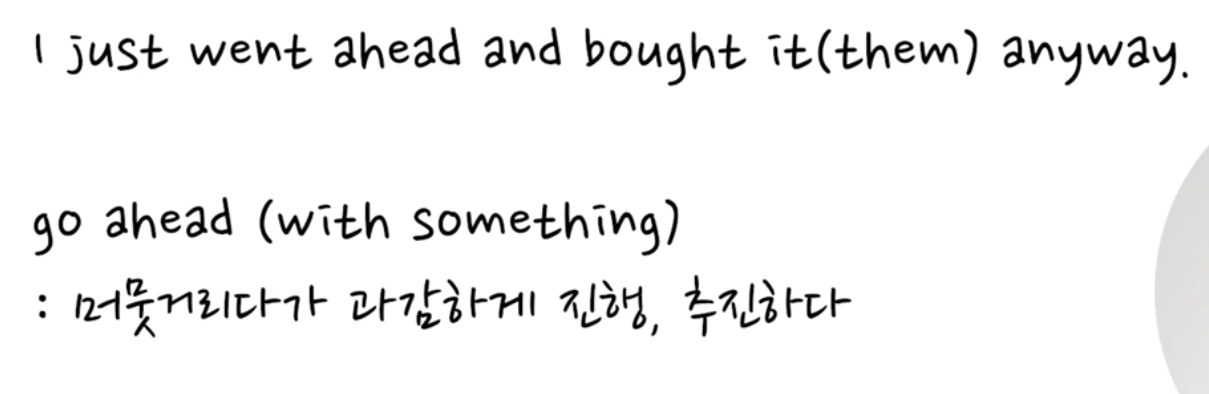 I just went ahead and bought it(them) anyway.
go ahead (with something)
: 머뭇거리다가 과감하게 진행, 추진하다